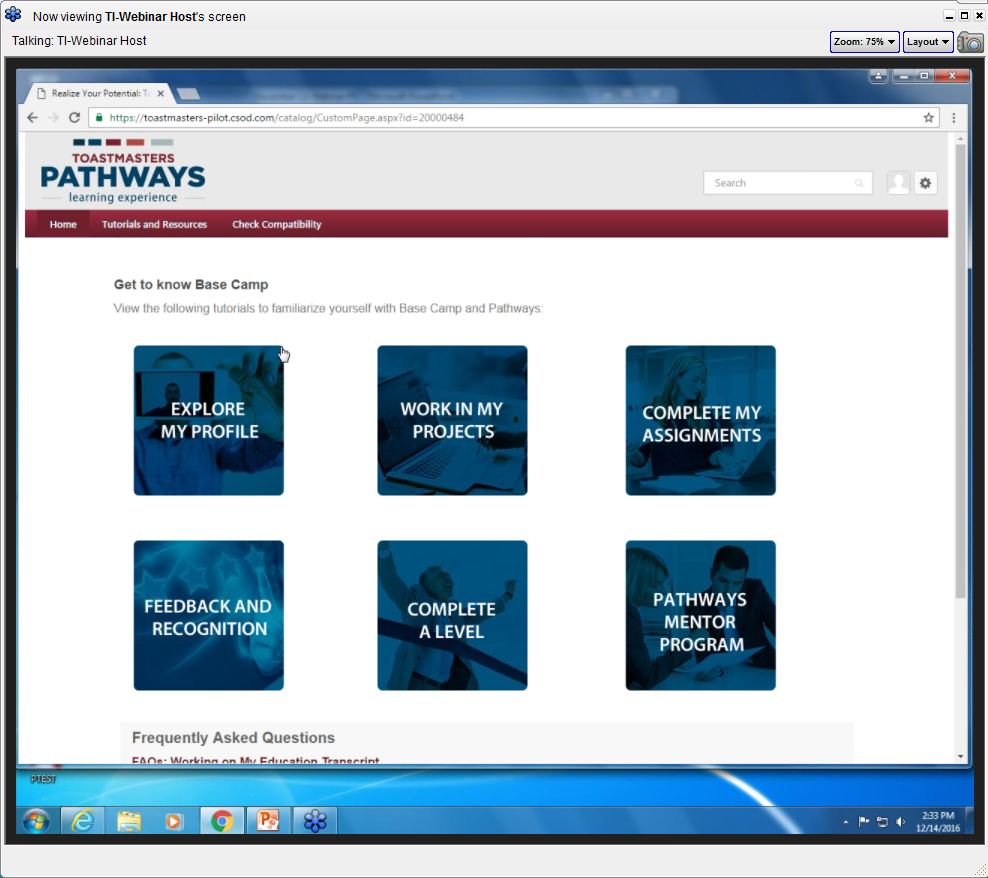 Now viewing TI-Webinar Host's screen
Talking: TI-Webinar Host
Zoom: 75%
Layout
Realize Your Potential:
https://toastmasters-pilot.csod.com/catalog/CustomPage.aspx?id=20000484
TOASTMASTERS
PATHWAYS
learning experience
Search
Home Tutorials and Resources Check Compatibility
Get to know Base Camp
View the following tutorials to familiarize yourself with Base Camp and Pathways:
EXPLORE
MY PROFILE
WORK IN MY
PROJECTS
COMPLETE MY
ASSIGNMENTS
FEEDBACK AND
RECOGNITION
COMPLETE
A LEVEL
PATHWAYS
MENTOR
PROGRAM
Frequently Asked Questions
FAQs: Working on My Education Transcript
PTEST
2:33 PM
12/14/2016